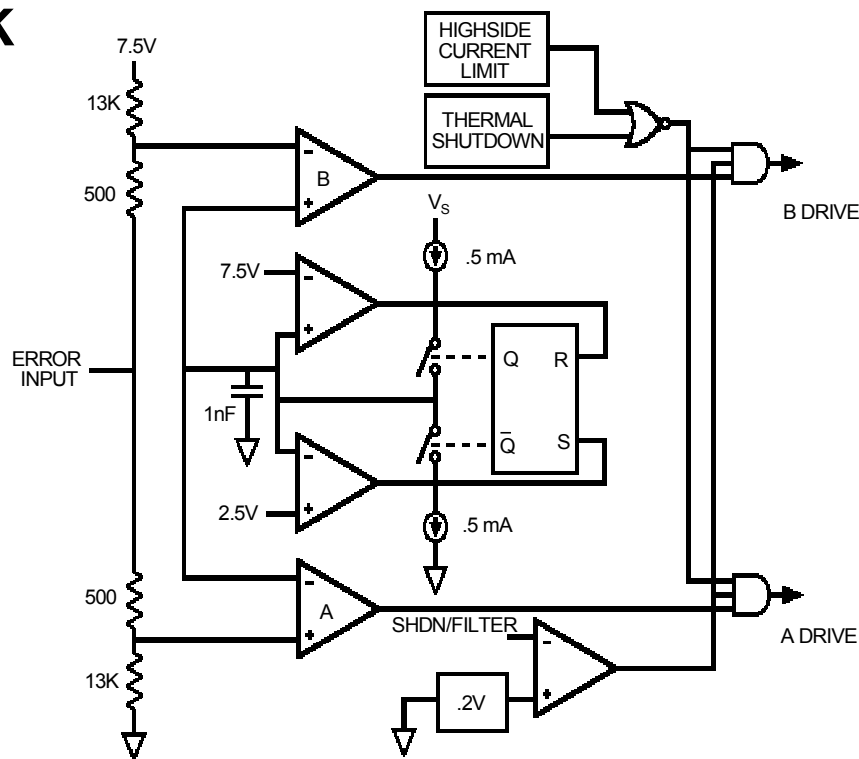 K
7.5V
13K
500
HIGHSIDE
CURRENT
LIMIT
THERMAL
SHUTDOWN
-
B
+
B DRIVE
VS
.5 mA
7.5V
-
+
ERROR
INPUT
1nF
Q
R
Q̄
S
-
+
2.5V
.5 mA
500
-
A
+
13K
SHDN/FILTER
-
+
.2V
A DRIVE